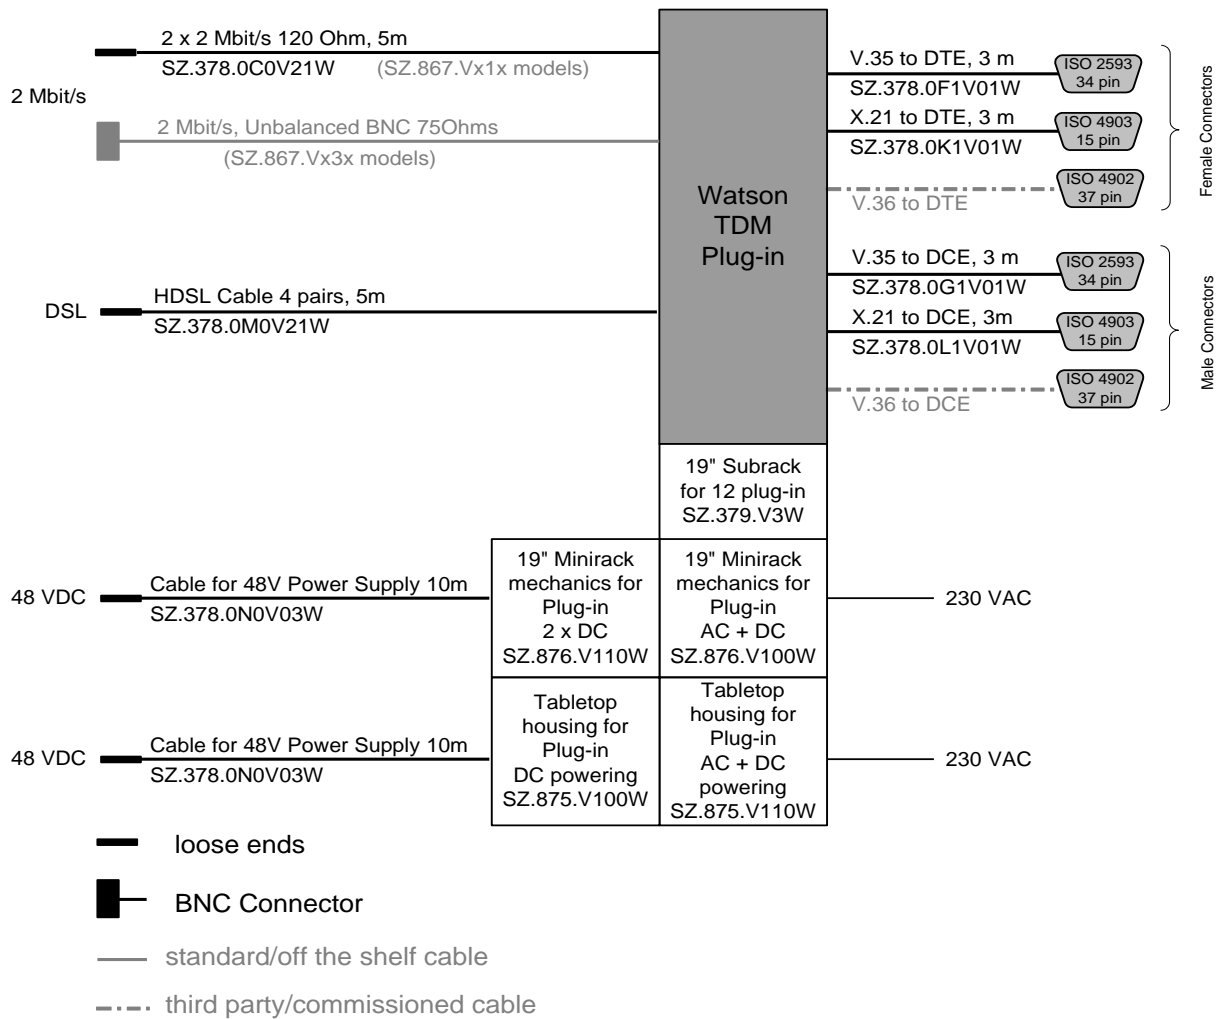 2 x 2 Mbit/s 120 Ohm, 5m
SZ.378.0C0V21W (SZ.867.Vx1x models)
2 Mbit/s
2 Mbit/s, Unbalanced BNC 75Ohms
(SZ.867.Vx3x models)
DSL
HDSL Cable 4 pairs, 5m
SZ.378.0M0V21W
Watson
TDM
Plug-in
V.35 to DTE, 3 m
SZ.378.0F1V01W
ISO 2593
34 pin
X.21 to DTE, 3 m
SZ.378.0K1V01W
ISO 4903
15 pin
V.36 to DTE
ISO 4902
37 pin
Female Connectors
V.35 to DCE, 3 m
SZ.378.0G1V01W
ISO 2593
34 pin
X.21 to DCE, 3m
SZ.378.0L1V01W
ISO 4903
15 pin
V.36 to DCE
ISO 4902
37 pin
Male Connectors
19" Subrack
for 12 plug-in
SZ.379.V3W
48 VDC
Cable for 48V Power Supply 10m
SZ.378.0N0V03W
19" Minirack
mechanics for
Plug-in
2 x DC
SZ.876.V110W
19" Minirack
mechanics for
Plug-in
AC + DC
SZ.876.V100W
230 VAC
48 VDC
Cable for 48V Power Supply 10m
SZ.378.0N0V03W
Tabletop
housing for
Plug-in
DC powering
SZ.875.V100W
Tabletop
housing for
Plug-in
AC + DC
powering
SZ.875.V110W
230 VAC
loose ends
BNC Connector
standard/off the shelf cable
third party/commissioned cable